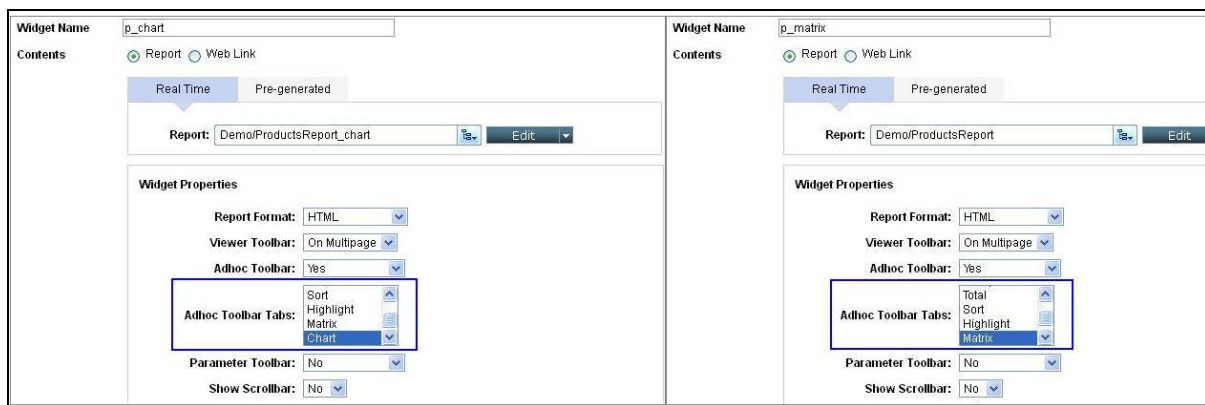 Widget Name p_chart
Contents Report Web Link
Real Time Pre-generated
Report: Demo/ProductsReport_chart Edit
Widget Properties
Report Format: HTML
Viewer Toolbar: On Multipage
Adhoc Toolbar: Yes
Adhoc Toolbar Tabs: Sort
Highlight
Matrix
Chart
Parameter Toolbar: No
Show Scrollbar: No
Widget Name p_matrix
Contents Report Web Link
Real Time Pre-generated
Report: Demo/ProductsReport Edit
Widget Properties
Report Format: HTML
Viewer Toolbar: On Multipage
Adhoc Toolbar: Yes
Adhoc Toolbar Tabs: Total
Sort
Highlight
Matrix
Parameter Toolbar: No
Show Scrollbar: No